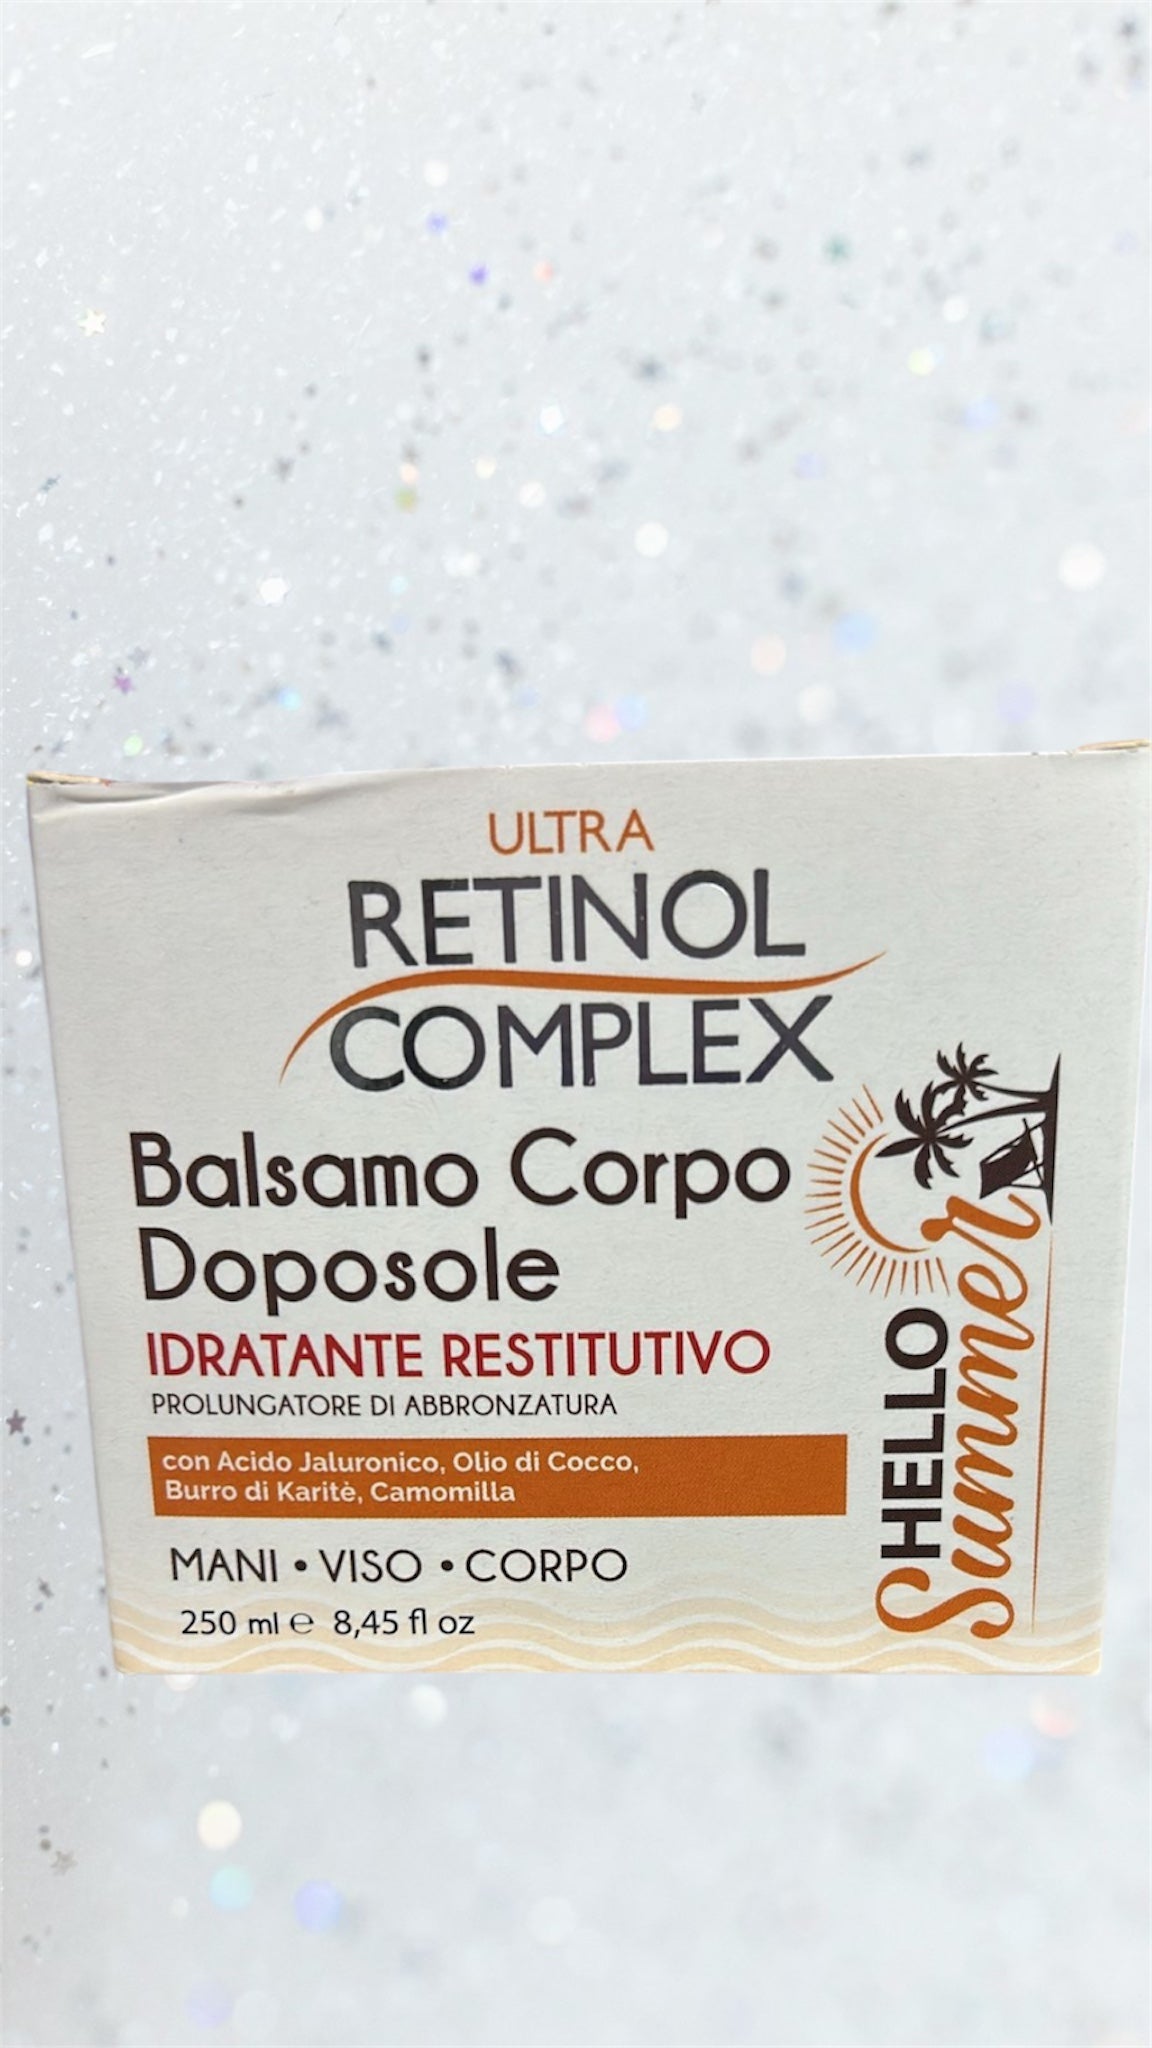 ULTRA
RETINOL
COMPLEX
Balsamo Corpo
Doposole
IDRATANTE RESTITUTIVO
PROLUNGATORE DI ABBRONZATURA
con Acido Jaluronico, Olio di Cocco,
Burro di Karitè, Camomilla
MANI • VISO • CORPO
250 ml ℮ 8,45 fl oz
HELLO
Summer